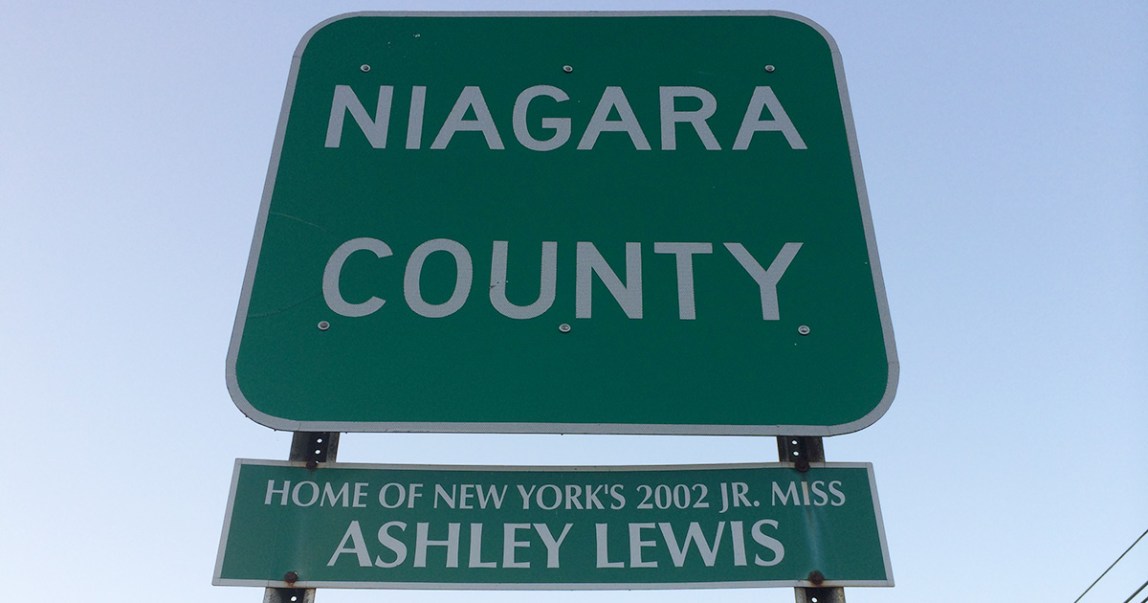 NIAGARA
COUNTY
HOME OF NEW YORK'S 2002 JR. MISS
ASHLEY LEWIS